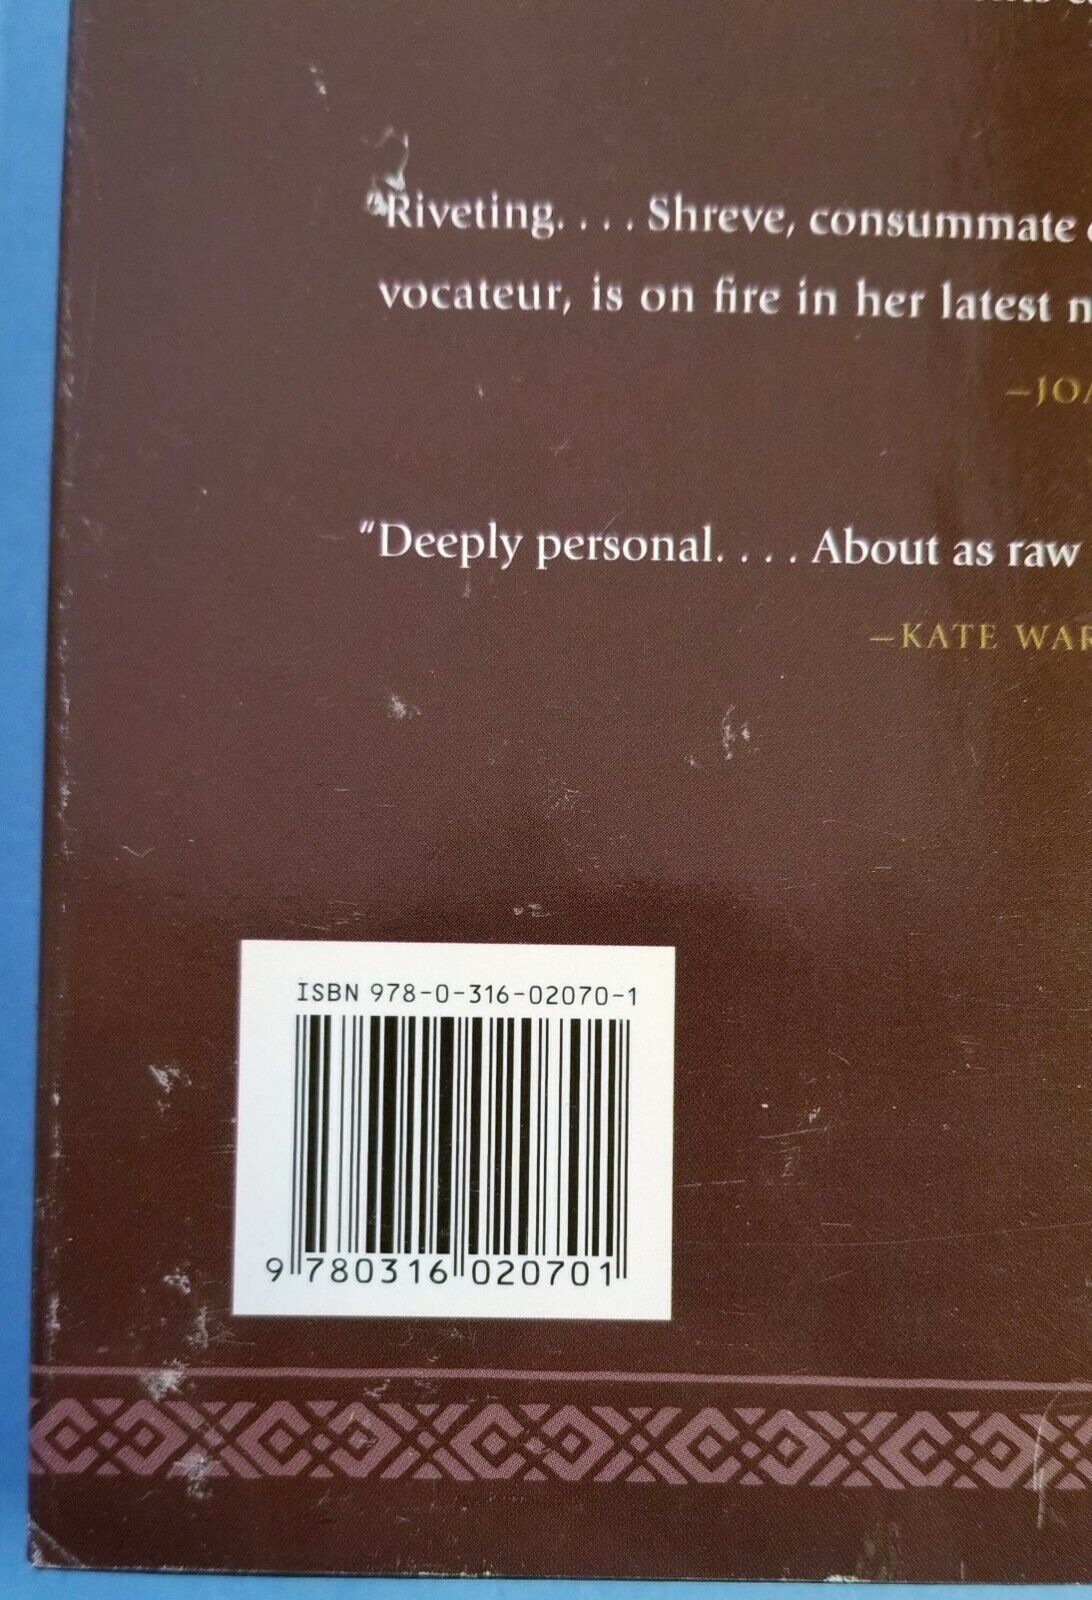 "Riveting. . . . Shreve, consummate
vocateur, is on fire in her latest
"Deeply personal. . . . About as raw
—KATE
ISBN 978-0-316-02070-1
9 780316 020701